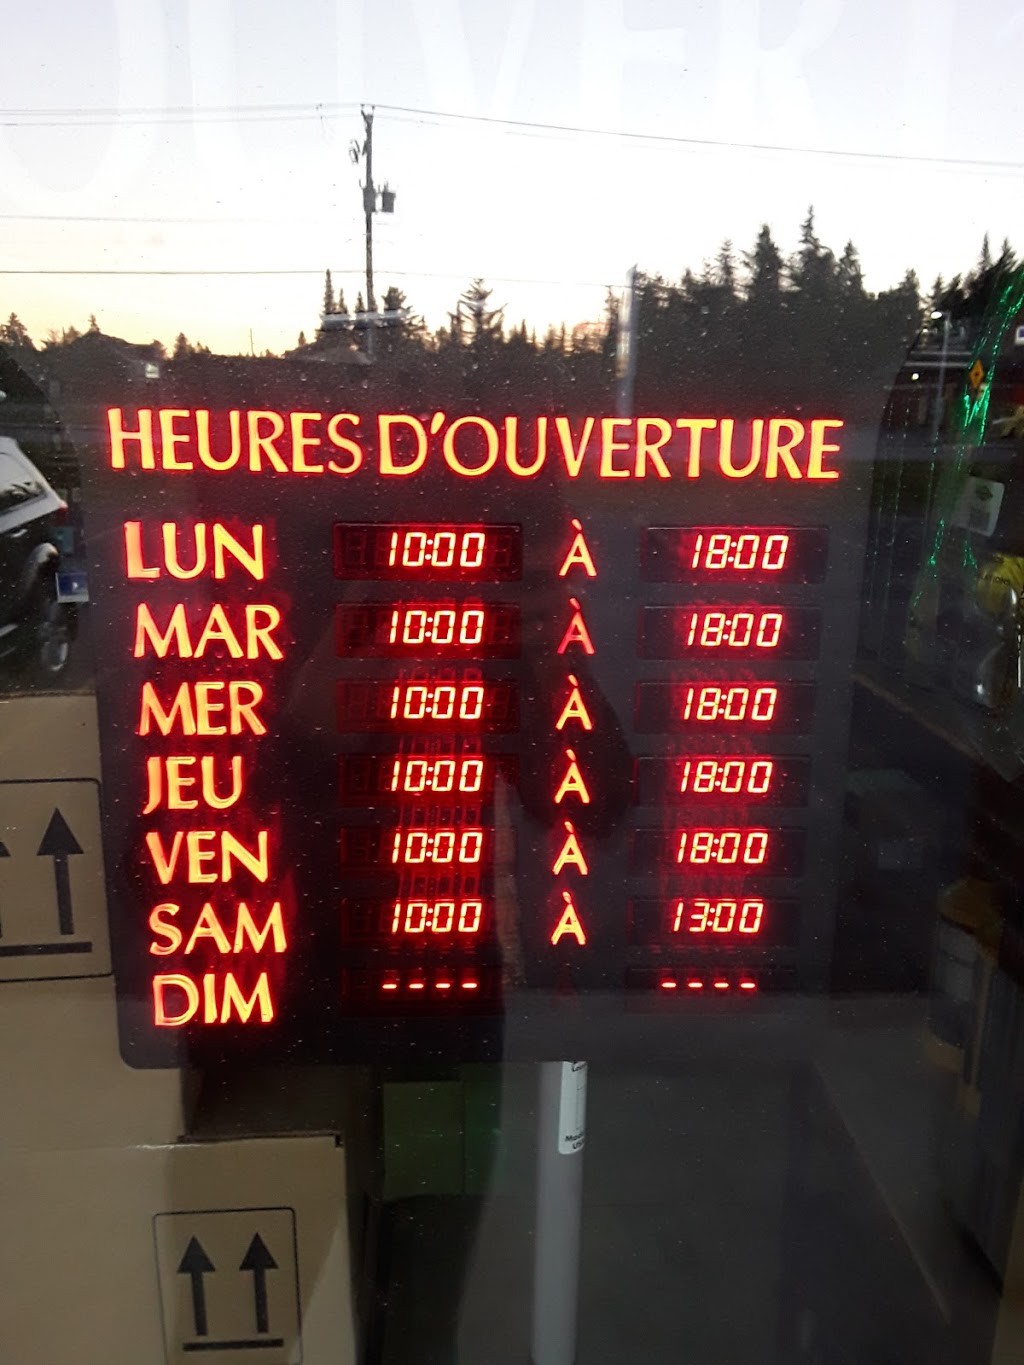 OUVERT
HEURES D'OUVERTURE
LUN 10:00 À 18:00
MAR 10:00 À 18:00
MER 10:00 À 18:00
JEU 10:00 À 18:00
VEN 10:00 À 18:00
SAM 10:00 À 13:00
DIM ---- ----